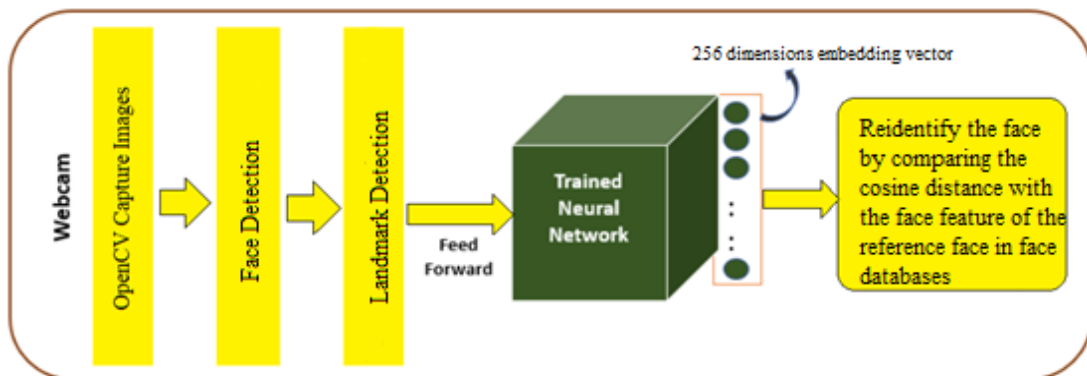 256 dimensions embedding vector
Webcam
OpenCV Capture Images
Face Detection
Landmark Detection
Feed
Forward
Trained
Neural
Network
Reidentify the face
by comparing the
cosine distance with
the face feature of the
reference face in face
databases